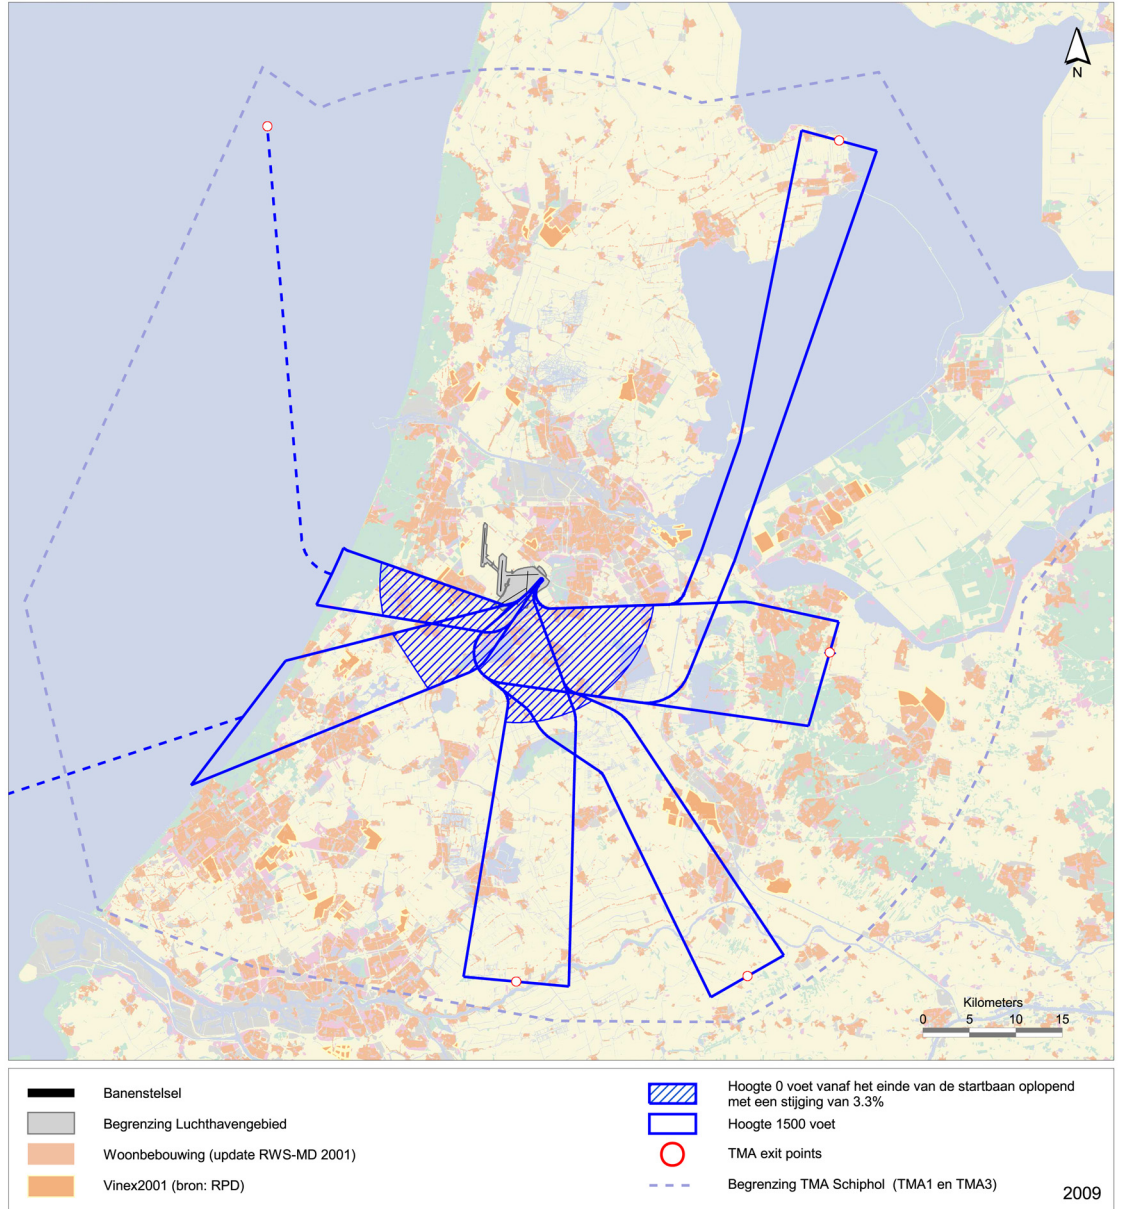 N
Kilometers
0 5 10 15
Banenstelsel
Begrenzing Luchthavengebied
Woonbebouwing (update RWS-MD 2001)
Vinex2001 (bron: RPD)
Hoogte 0 voet vanaf het einde van de startbaan oplopend
met een stijging van 3.3%
Hoogte 1500 voet
TMA exit points
Begrenzing TMA Schiphol (TMA1 en TMA3)
2009